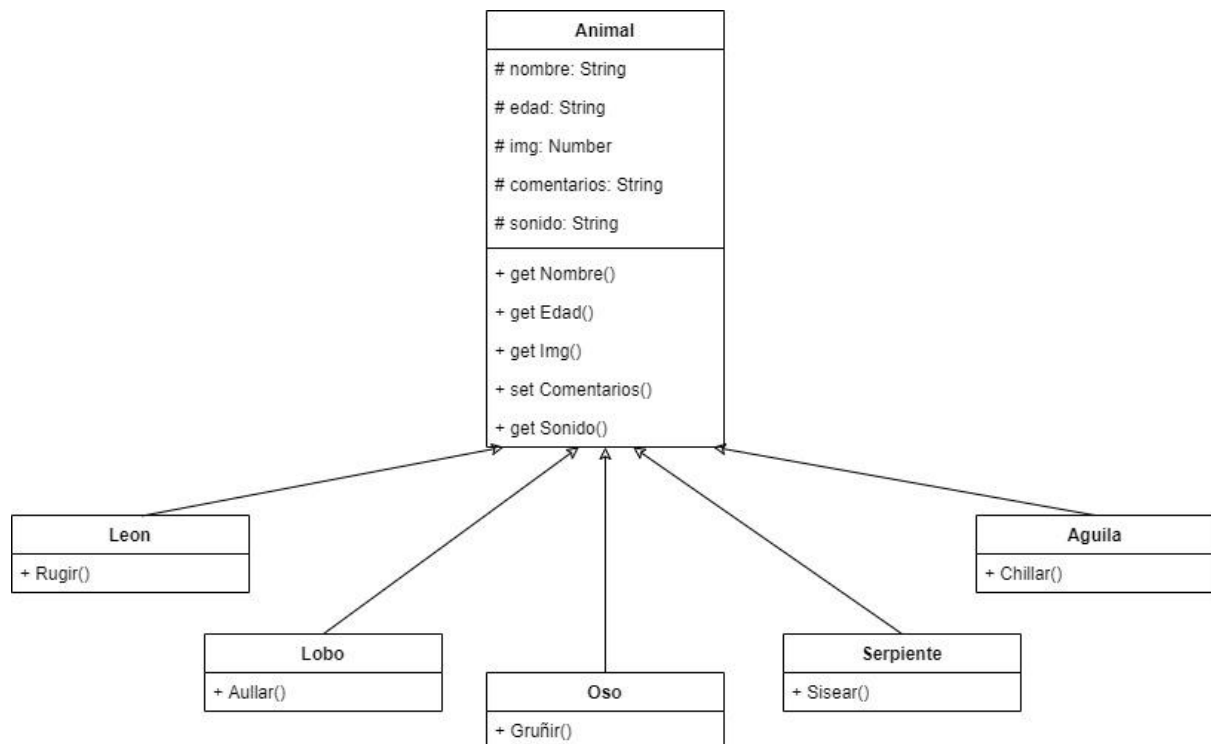 Animal
# nombre: String
# edad: String
# img: Number
# comentarios: String
# sonido: String
+ get Nombre()
+ get Edad()
+ get Img()
+ set Comentarios()
+ get Sonido()
Leon
+ Rugir()
Lobo
+ Aullar()
Oso
+ Gruñir()
Serpiente
+ Sisear()
Aguila
+ Chillar()